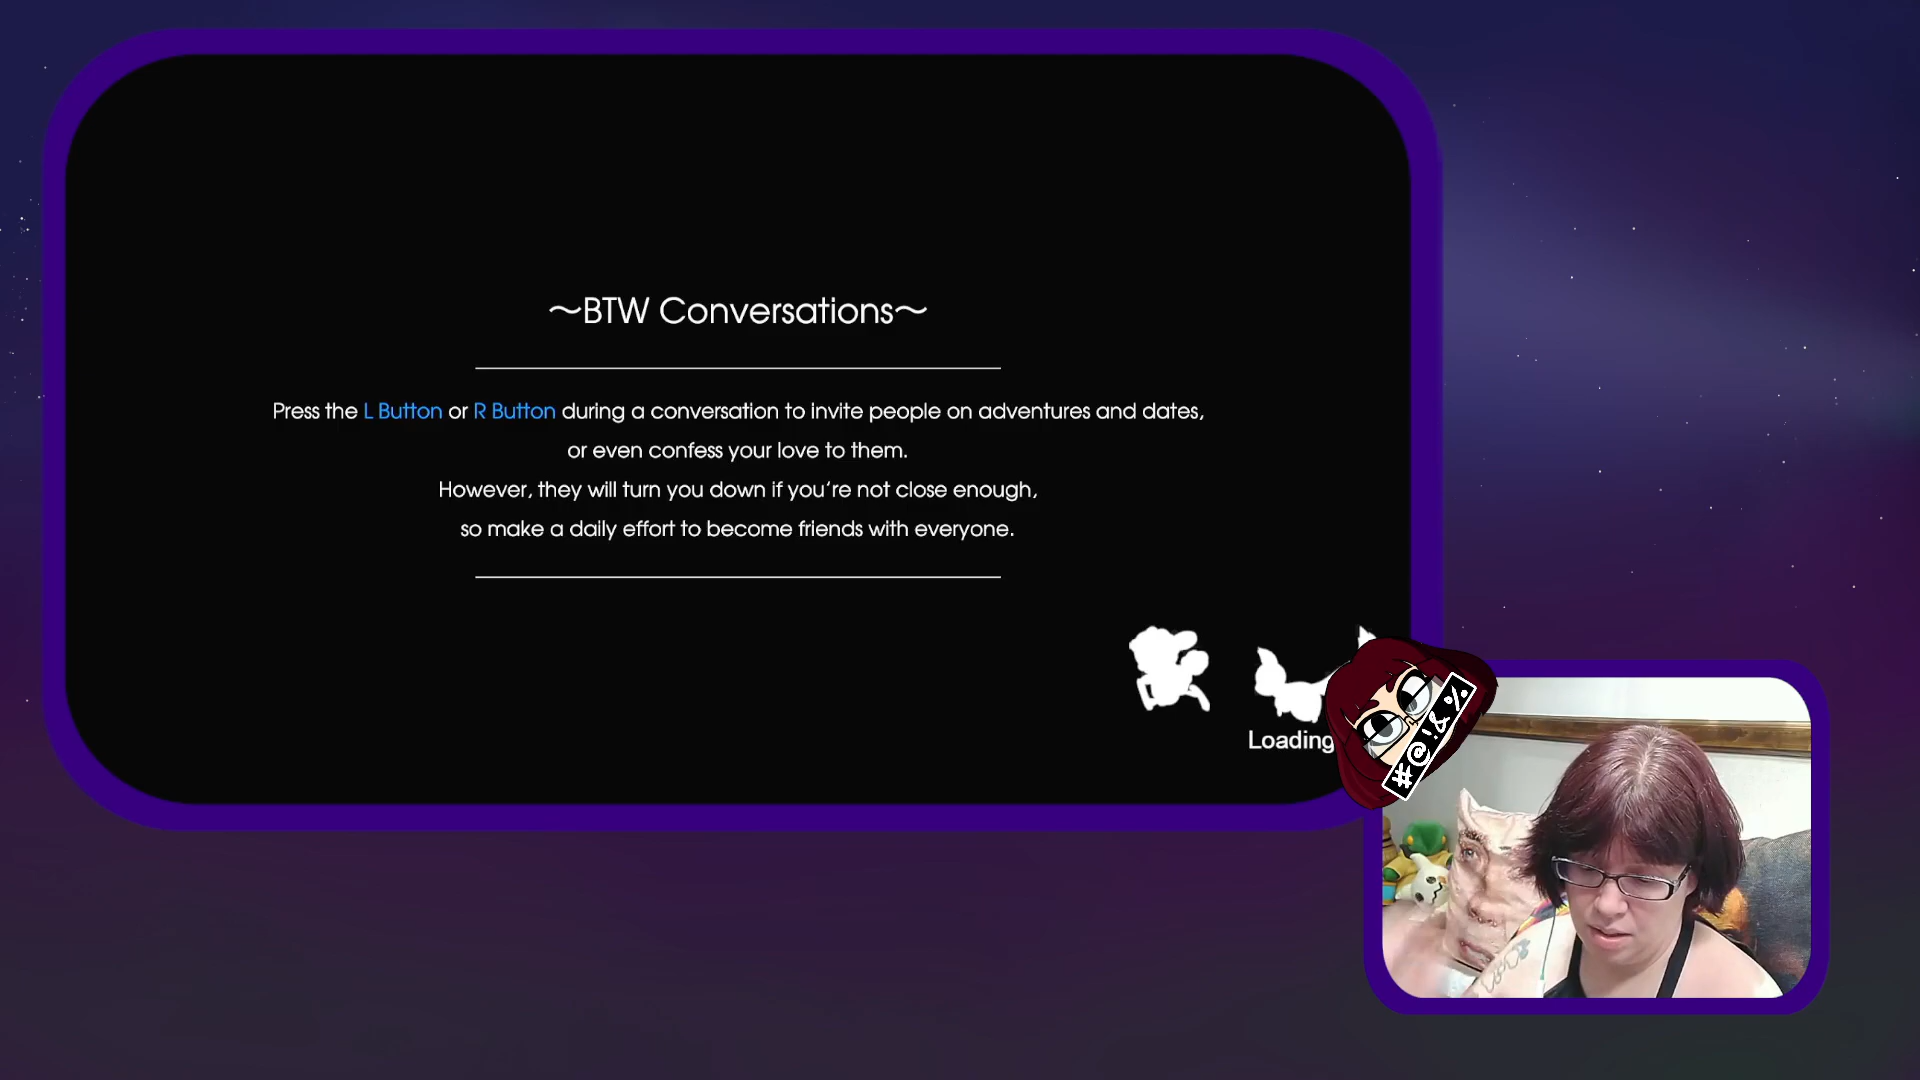 ～BTW Conversations～
Press the L Button or R Button during a conversation to invite people on adventures and dates,
or even confess your love to them.
However, they will turn you down if you're not close enough,
so make a daily effort to become friends with everyone.
Loading
#@!&%